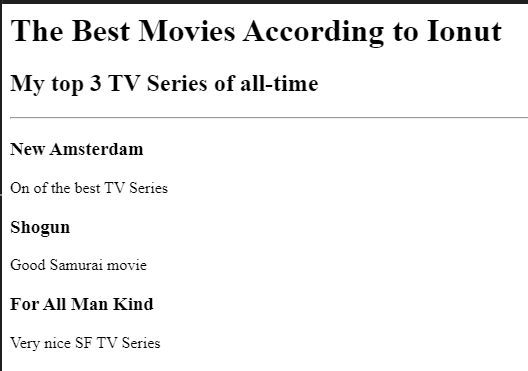 The Best Movies According to Ionut
My top 3 TV Series of all-time
New Amsterdam
On of the best TV Series
Shogun
Good Samurai movie
For All Man Kind
Very nice SF TV Series